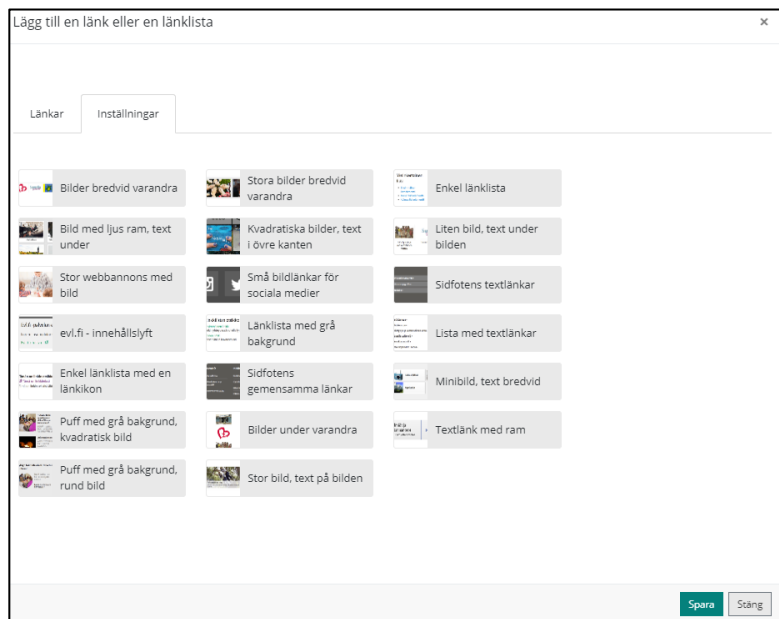 Lägg till en länk eller en länklista ×
Länkar Inställningar
Bilder bredvid varandra
Stora bilder bredvid
varandra
Enkel länklista
Bild med ljus ram, text
under
Kvadratiska bilder, text
i övre kanten
Liten bild, text under
bilden
Stor webbannons med
bild
Små bildlänkar för
sociala medier
Sidfotens textlänkar
evl.fi - innehållslyft
Länklista med grå
bakgrund
Lista med textlänkar
Enkel länklista med en
länkikon
Sidfotens
gemensamma länkar
Minibild, text bredvid
Puff med grå bakgrund,
kvadratisk bild
Bilder under varandra
Textlänk med ram
Puff med grå bakgrund,
rund bild
Stor bild, text på bilden
Spara Stäng